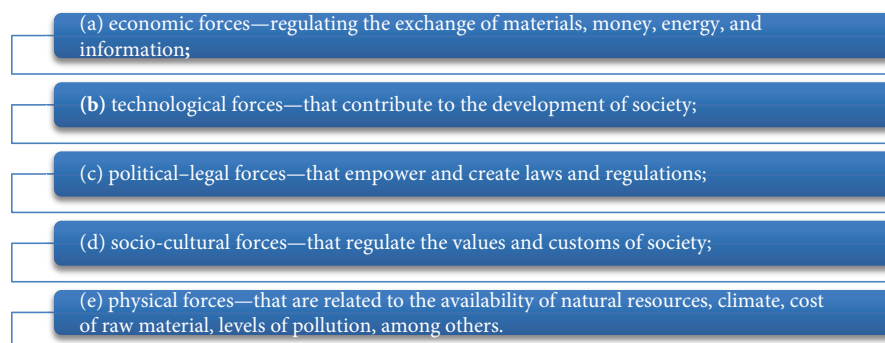 (a) economic forces—regulating the exchange of materials, money, energy, and
information;
(b) technological forces—that contribute to the development of society;
(c) political–legal forces—that empower and create laws and regulations;
(d) socio-cultural forces—that regulate the values and customs of society;
(e) physical forces—that are related to the availability of natural resources, climate, cost
of raw material, levels of pollution, among others.